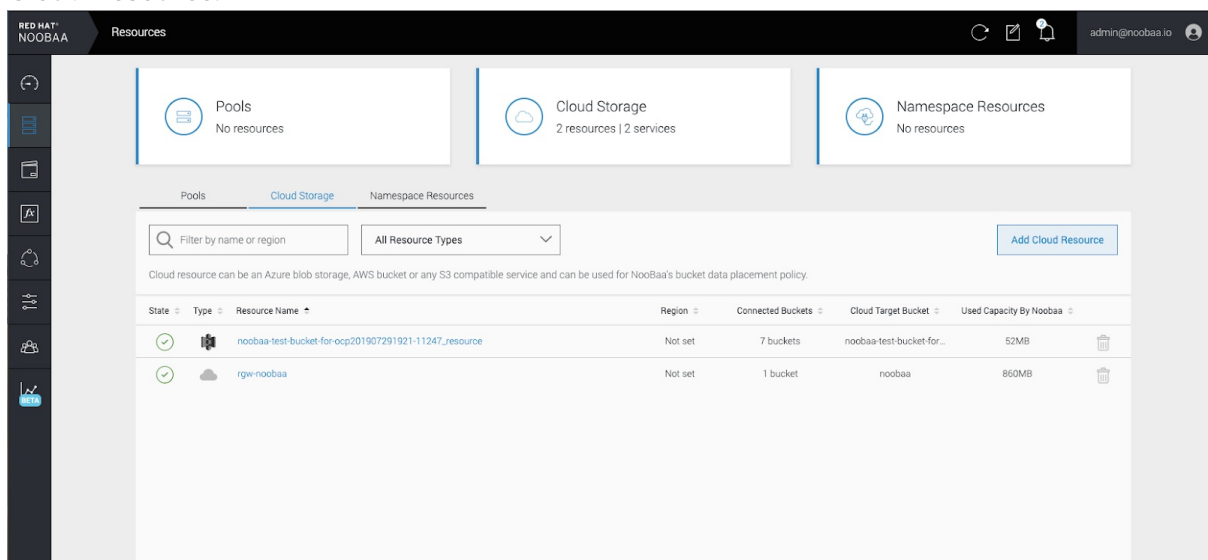 RED HAT®
NOOBAA
Resources
2
admin@noobaa.io
Pools
No resources
Cloud Storage
2 resources | 2 services
Namespace Resources
No resources
Pools Cloud Storage Namespace Resources
Filter by name or region
All Resource Types
Add Cloud Resource
Cloud resource can be an Azure blob storage, AWS bucket or any S3 compatible service and can be used for NooBaa's bucket data placement policy.
State Type Resource Name Region Connected Buckets Cloud Target Bucket Used Capacity By Noobaa
noobaa-test-bucket-for-ocp201907291921-11247_resource Not set 7 buckets noobaa-test-bucket-for... 52MB
rgw-noobaa Not set 1 bucket noobaa 860MB
fx
BETA